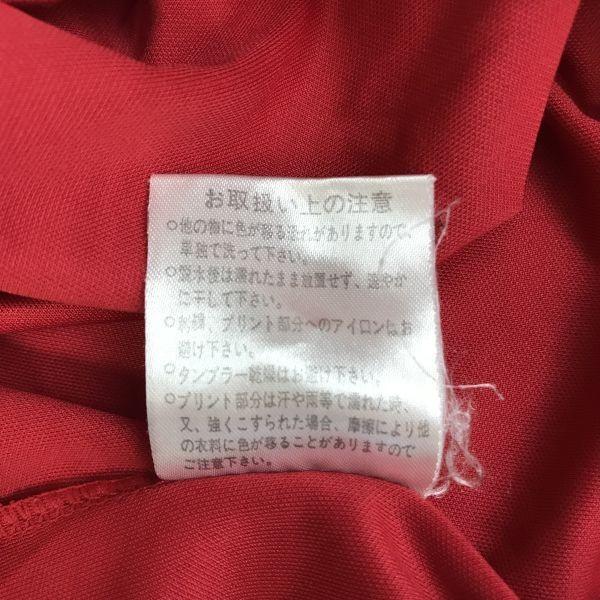 お取扱い上の注意
○他の物に色が移る恐れがありますので、
単独で洗って下さい。
○脱水後は濡れたまま放置せず、速やか
に干して下さい。
○刺繍、プリント部分へのアイロンはお
避け下さい。
○タンブラー乾燥はお避け下さい。
○プリント部分は汗や雨等で濡れた時、
又、強くこすられた場合、摩擦により他
の衣料に色が移ることがありますので
ご注意下さい。